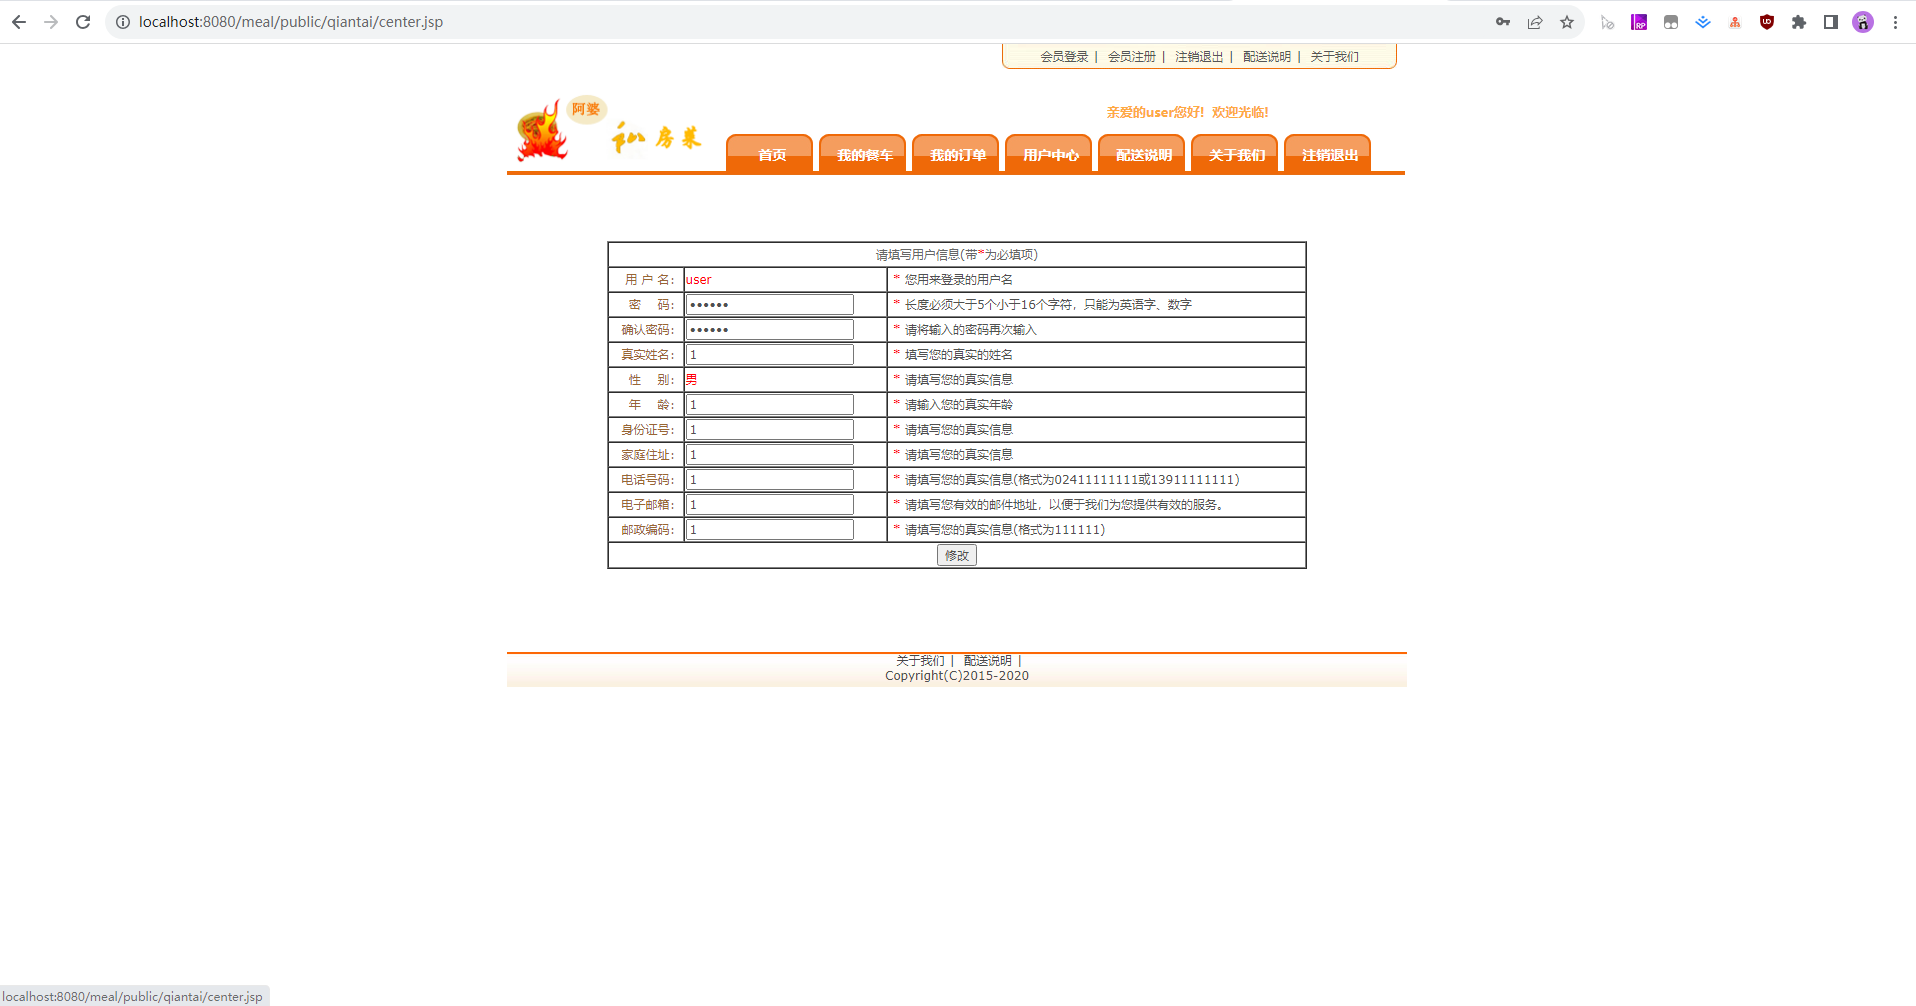 localhost:8080/meal/public/qiantai/center.jsp
会员登录 | 会员注册 | 注销退出 | 配送说明 | 关于我们
阿婆
私房菜
亲爱的user您好! 欢迎光临!
首页 我的餐车 我的订单 用户中心 配送说明 关于我们 注销退出
请填写用户信息(带*为必填项)
用 户 名: user * 您用来登录的用户名
密 码: •••••• * 长度必须大于5个小于16个字符，只能为英语字、数字
确认密码: •••••• * 请将输入的密码再次输入
真实姓名: 1 * 填写您的真实的姓名
性 别: 男 * 请填写您的真实信息
年 龄: 1 * 请输入您的真实年龄
身份证号: 1 * 请填写您的真实信息
家庭住址: 1 * 请填写您的真实信息
电话号码: 1 * 请填写您的真实信息(格式为02411111111或13911111111)
电子邮箱: 1 * 请填写您有效的邮件地址，以便于我们为您提供有效的服务。
邮政编码: 1 * 请填写您的真实信息(格式为111111)
修改
关于我们 | 配送说明 |
Copyright(C)2015-2020
localhost:8080/meal/public/qiantai/center.jsp